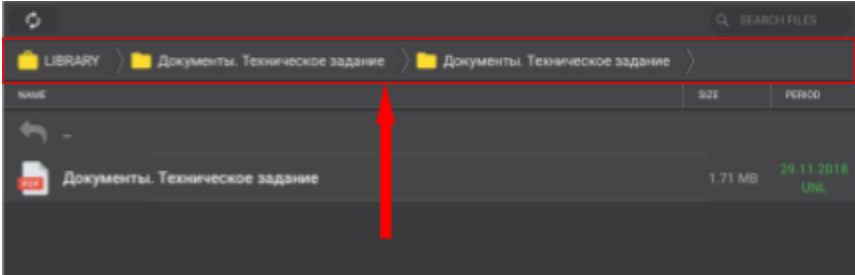 SEARCH FILES
LIBRARY Документы. Техническое задание Документы. Техническое задание
NAME SIZE PERIOD
..
PDF Документы. Техническое задание 1.71 MB 29.11.2018
UNL